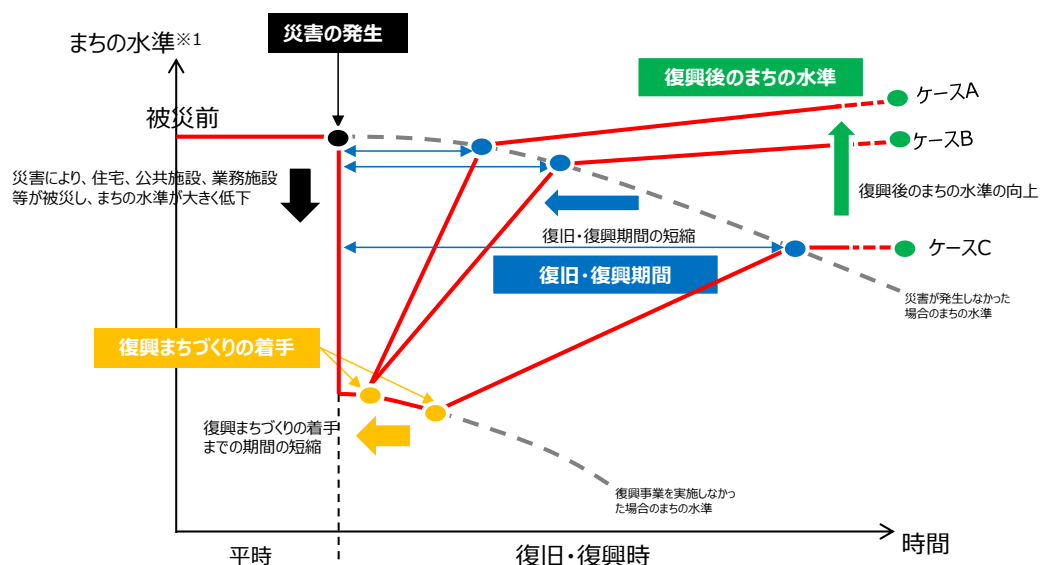 災害の発生
まちの水準※1
復興後のまちの水準
ケースA
被災前
ケースB
災害により、住宅、公共施設、業務施設
等が被災し、まちの水準が大きく低下
復興後のまちの水準の向上
復旧・復興期間の短縮
ケースC
復旧・復興期間
災害が発生しなかった
場合のまちの水準
復興まちづくりの着手
復興まちづくりの着手
までの期間の短縮
復興事業を実施しなかっ
た場合のまちの水準
時間
平時
復旧・復興時